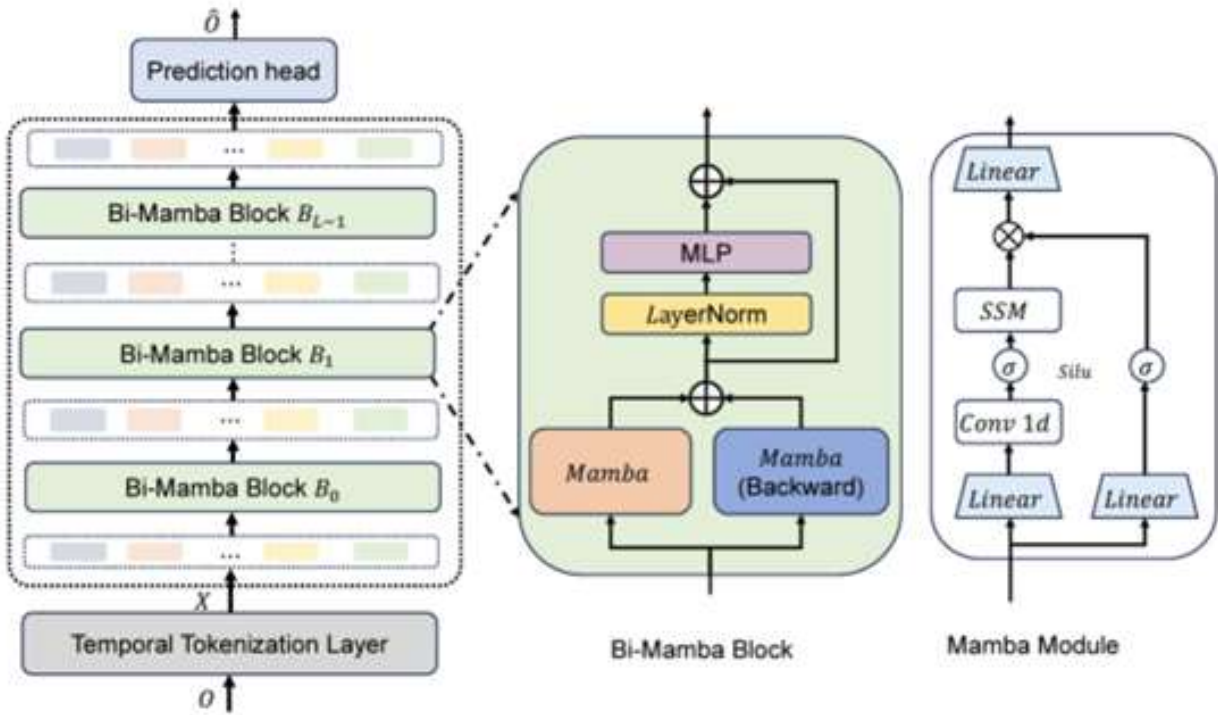 Ô
Prediction head
...
Bi-Mamba Block B_{L-1}
...
...
Bi-Mamba Block B_1
...
Bi-Mamba Block B_0
...
X
Temporal Tokenization Layer
O
MLP
LayerNorm
Mamba
Mamba
(Backward)
Bi-Mamba Block
Linear
SSM
σ
Silu
σ
Conv 1d
Linear
Linear
Mamba Module